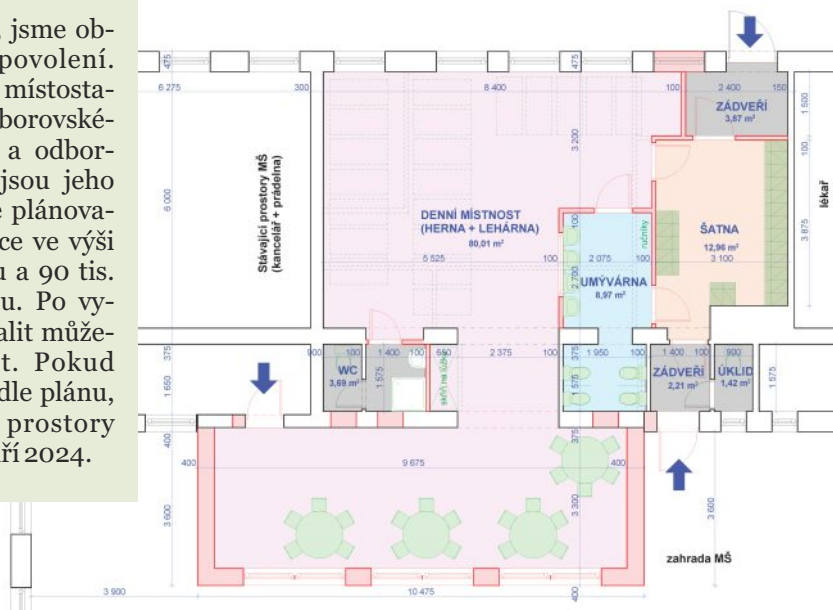 , jsme ob-
povolení.
místosta-
borovské-
a odbor-
jsou jeho
e plánova-
ce ve výši
u a 90 tis.
u. Po vy-
alit může-
t. Pokud
dle plánu,
prostory
áří 2024.
475
475
6 275
300
8 400
100
2 400
150
ZÁDVEŘÍ
3,87 m²
1 500
100
3 200
6 000
Stávající prostory MŠ
(kancelář + prádelna)
DENNÍ MÍSTNOST
(HERNA + LEHÁRNA)
80,01 m²
100
ručníky
ŠATNA
12,96 m²
3 100
3 875
lékař
5 525
100
2 075
100
2 700
UMÝVÁRNA
8,97 m²
375
900
100
1 400
100
650
2 375
100
375
1 950
100
1 400
100
900
375
1 650
WC
3,69 m²
1 575
skříň na lůžk.
1 575
ZÁDVEŘÍ
2,21 m²
ÚKLID
1,42 m²
1 575
400
375
400
9 675
400
3 600
3 300
3 600
zahrada MŠ
3 900
10 475
400